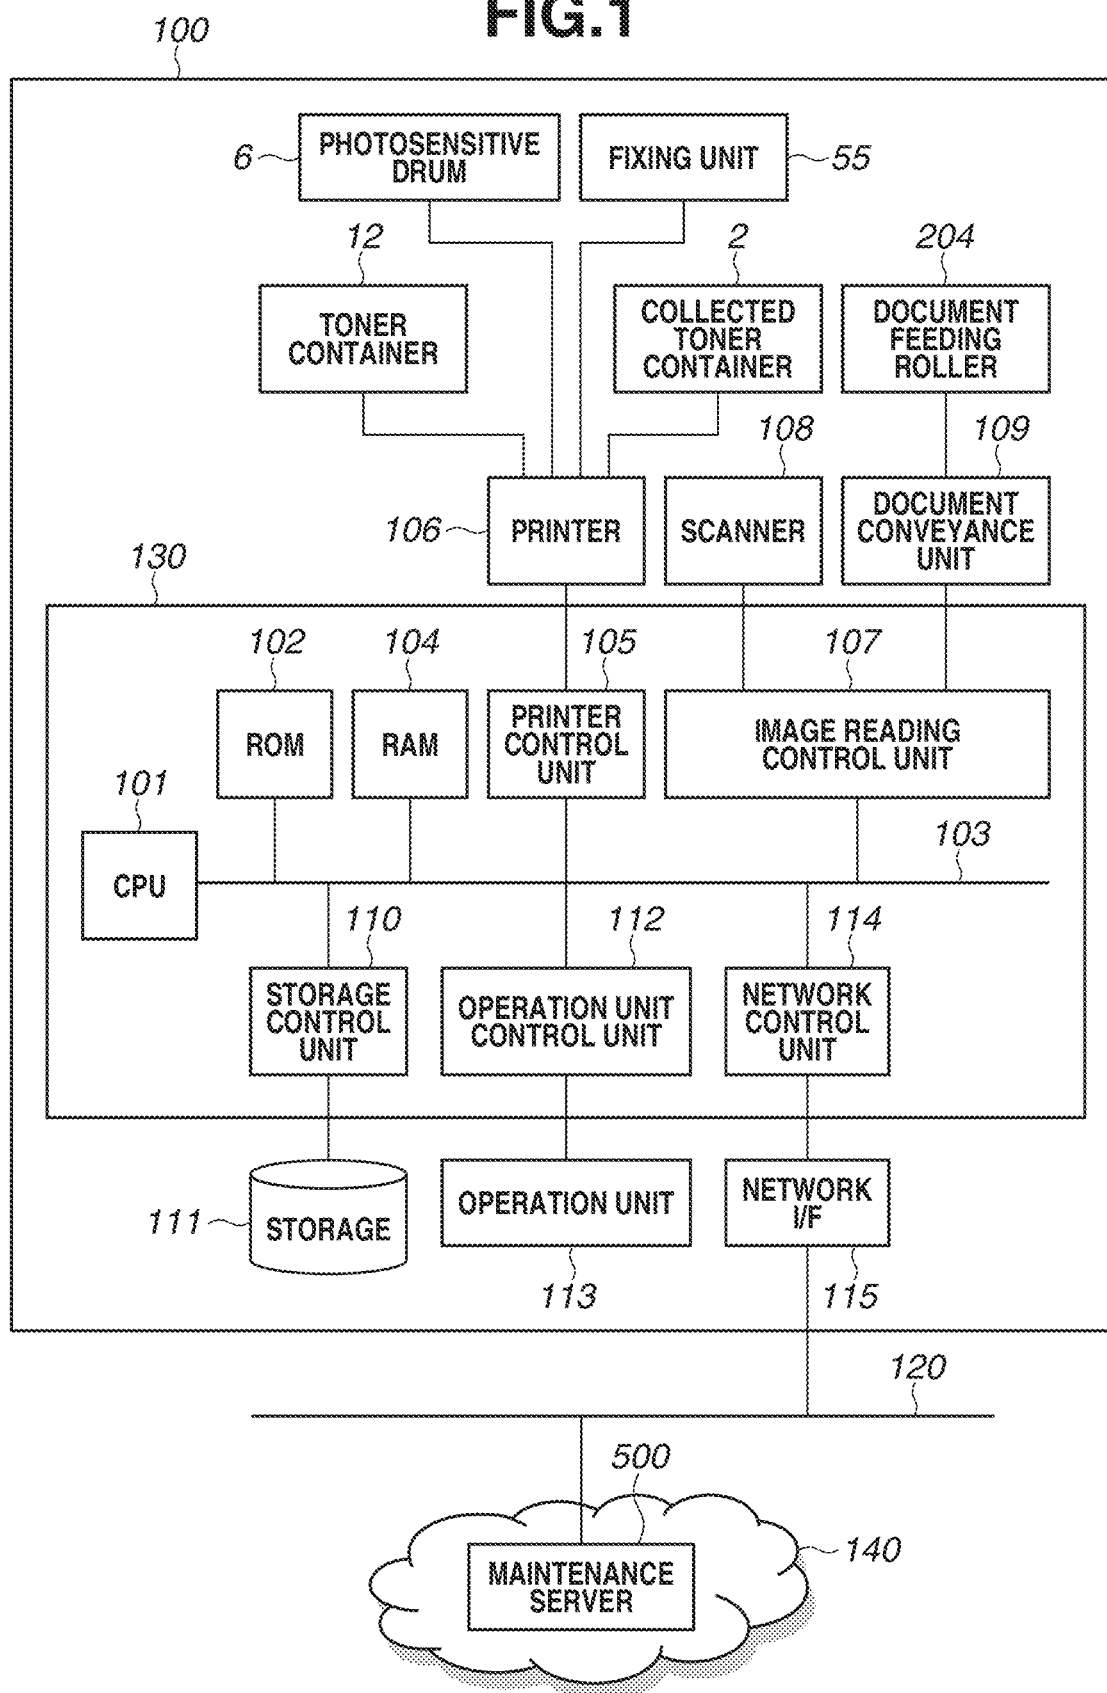 FIG.1
100
6
PHOTOSENSITIVE
DRUM
FIXING UNIT
55
12
2
204
TONER
CONTAINER
COLLECTED
TONER
CONTAINER
DOCUMENT
FEEDING
ROLLER
108
109
106
PRINTER
SCANNER
DOCUMENT
CONVEYANCE
UNIT
130
102
104
105
107
ROM
RAM
PRINTER
CONTROL
UNIT
IMAGE READING
CONTROL UNIT
101
103
CPU
110
112
114
STORAGE
CONTROL
UNIT
OPERATION UNIT
CONTROL UNIT
NETWORK
CONTROL
UNIT
111
STORAGE
OPERATION UNIT
NETWORK
I/F
113
115
120
500
140
MAINTENANCE
SERVER